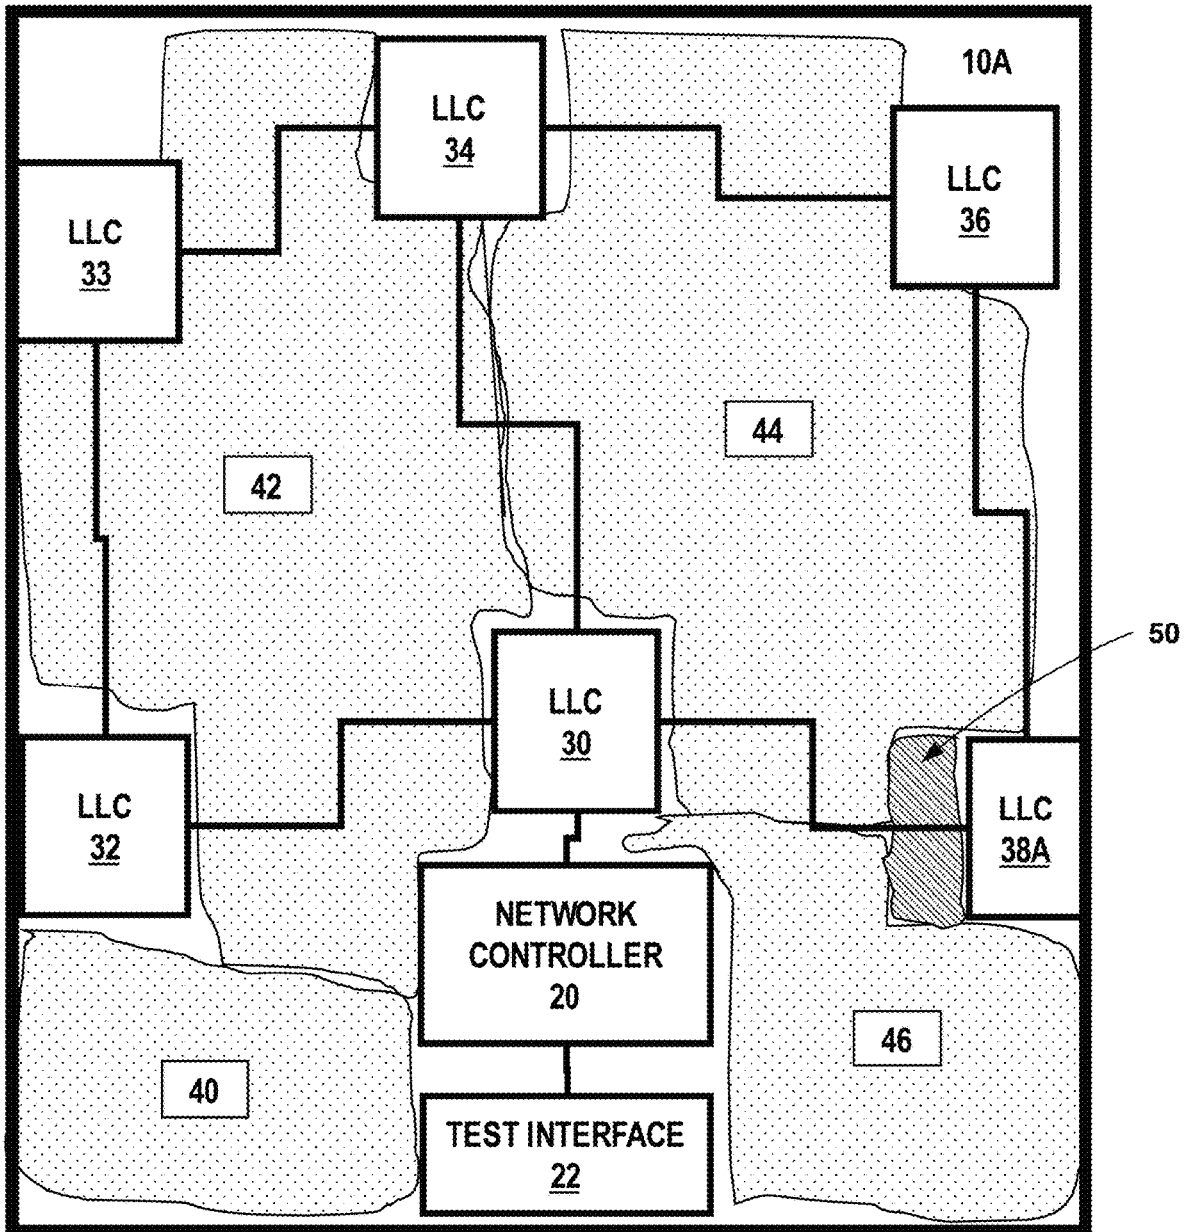 10A
LLC
34
LLC
36
LLC
33
44
42
50
LLC
30
LLC
32
LLC
38A
NETWORK
CONTROLLER
20
46
40
TEST INTERFACE
22